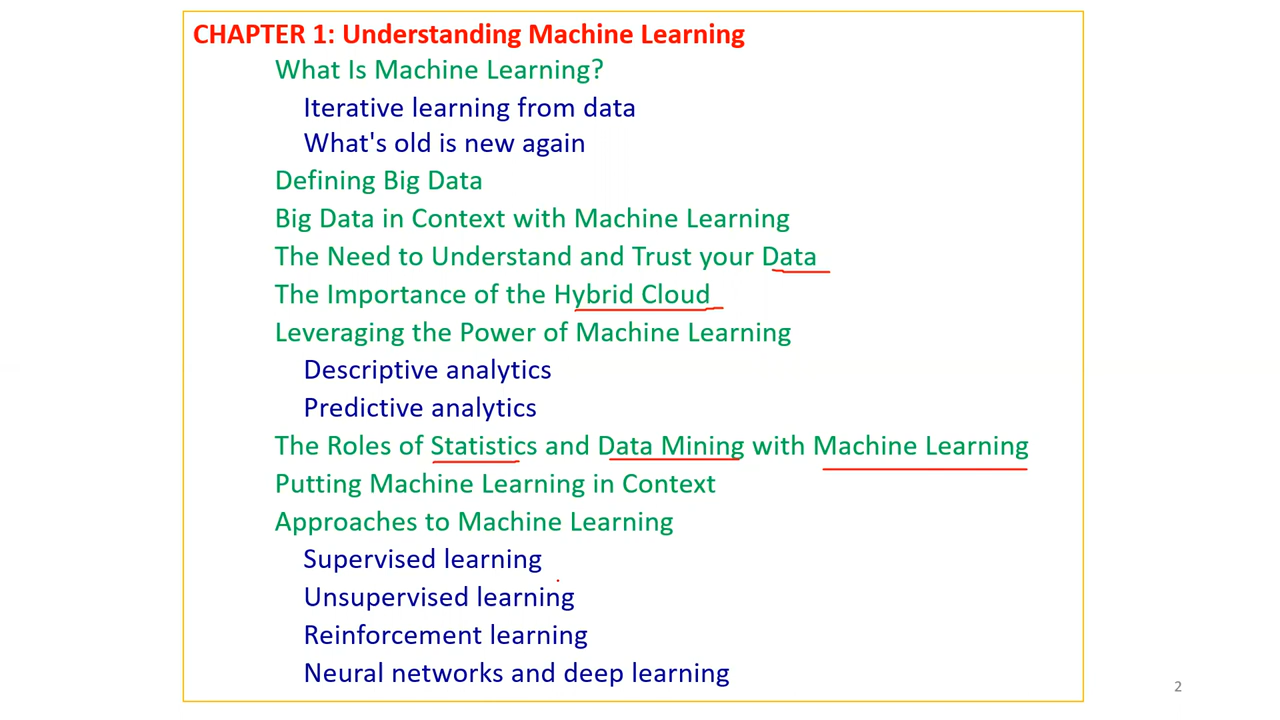 CHAPTER 1: Understanding Machine Learning
What Is Machine Learning?
Iterative learning from data
What's old is new again
Defining Big Data
Big Data in Context with Machine Learning
The Need to Understand and Trust your Data
The Importance of the Hybrid Cloud
Leveraging the Power of Machine Learning
Descriptive analytics
Predictive analytics
The Roles of Statistics and Data Mining with Machine Learning
Putting Machine Learning in Context
Approaches to Machine Learning
Supervised learning
Unsupervised learning
Reinforcement learning
Neural networks and deep learning
2